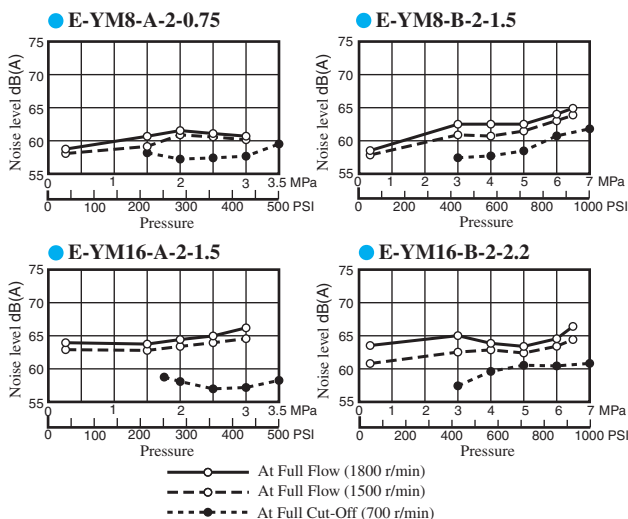 E-YM8-A-2-0.75
E-YM8-B-2-1.5
Noise level dB(A)
75
70
65
60
55
0 1 2 3 3.5 MPa
0 100 200 300 400 500 PSI
Pressure
Noise level dB(A)
75
70
65
60
55
0 1 2 2 3 4 5 6 7 MPa
0 200 400 600 800 1000 PSI
Pressure
E-YM16-A-2-1.5
E-YM16-B-2-2.2
Noise level dB(A)
75
70
65
60
55
0 1 2 3 3.5 MPa
0 100 200 300 400 500 PSI
Pressure
Noise level dB(A)
75
70
65
60
55
0 1 2 3 4 5 6 7 MPa
0 200 400 600 800 1000 PSI
Pressure
At Full Flow (1800 r/min)
At Full Flow (1500 r/min)
At Full Cut-Off (700 r/min)